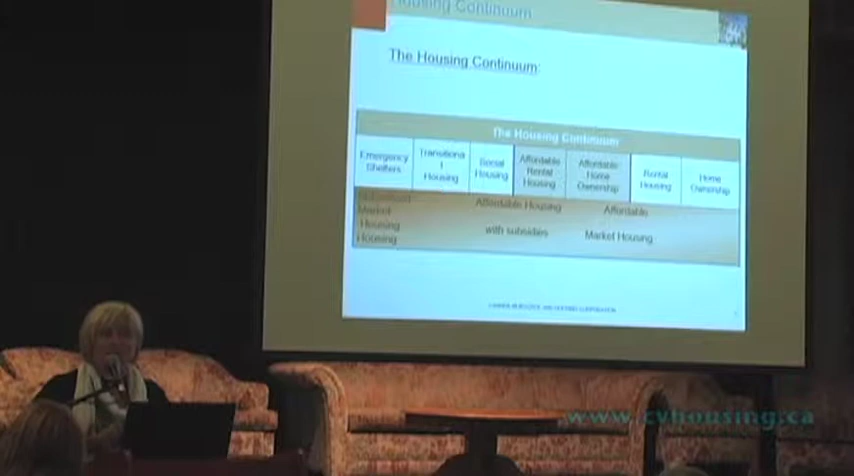 Housing Continuum
The Housing Continuum:
The Housing Continuum
Emergency Shelters
Transitiona l Housing
Social Housing
Affordable Rental Housing
Affordable Home Ownership
Rental Housing
Home Ownership
Affordable Housing
Affordable
Market
Housing
with subsidies
Market Housing
Housing
www.cvhousing.ca